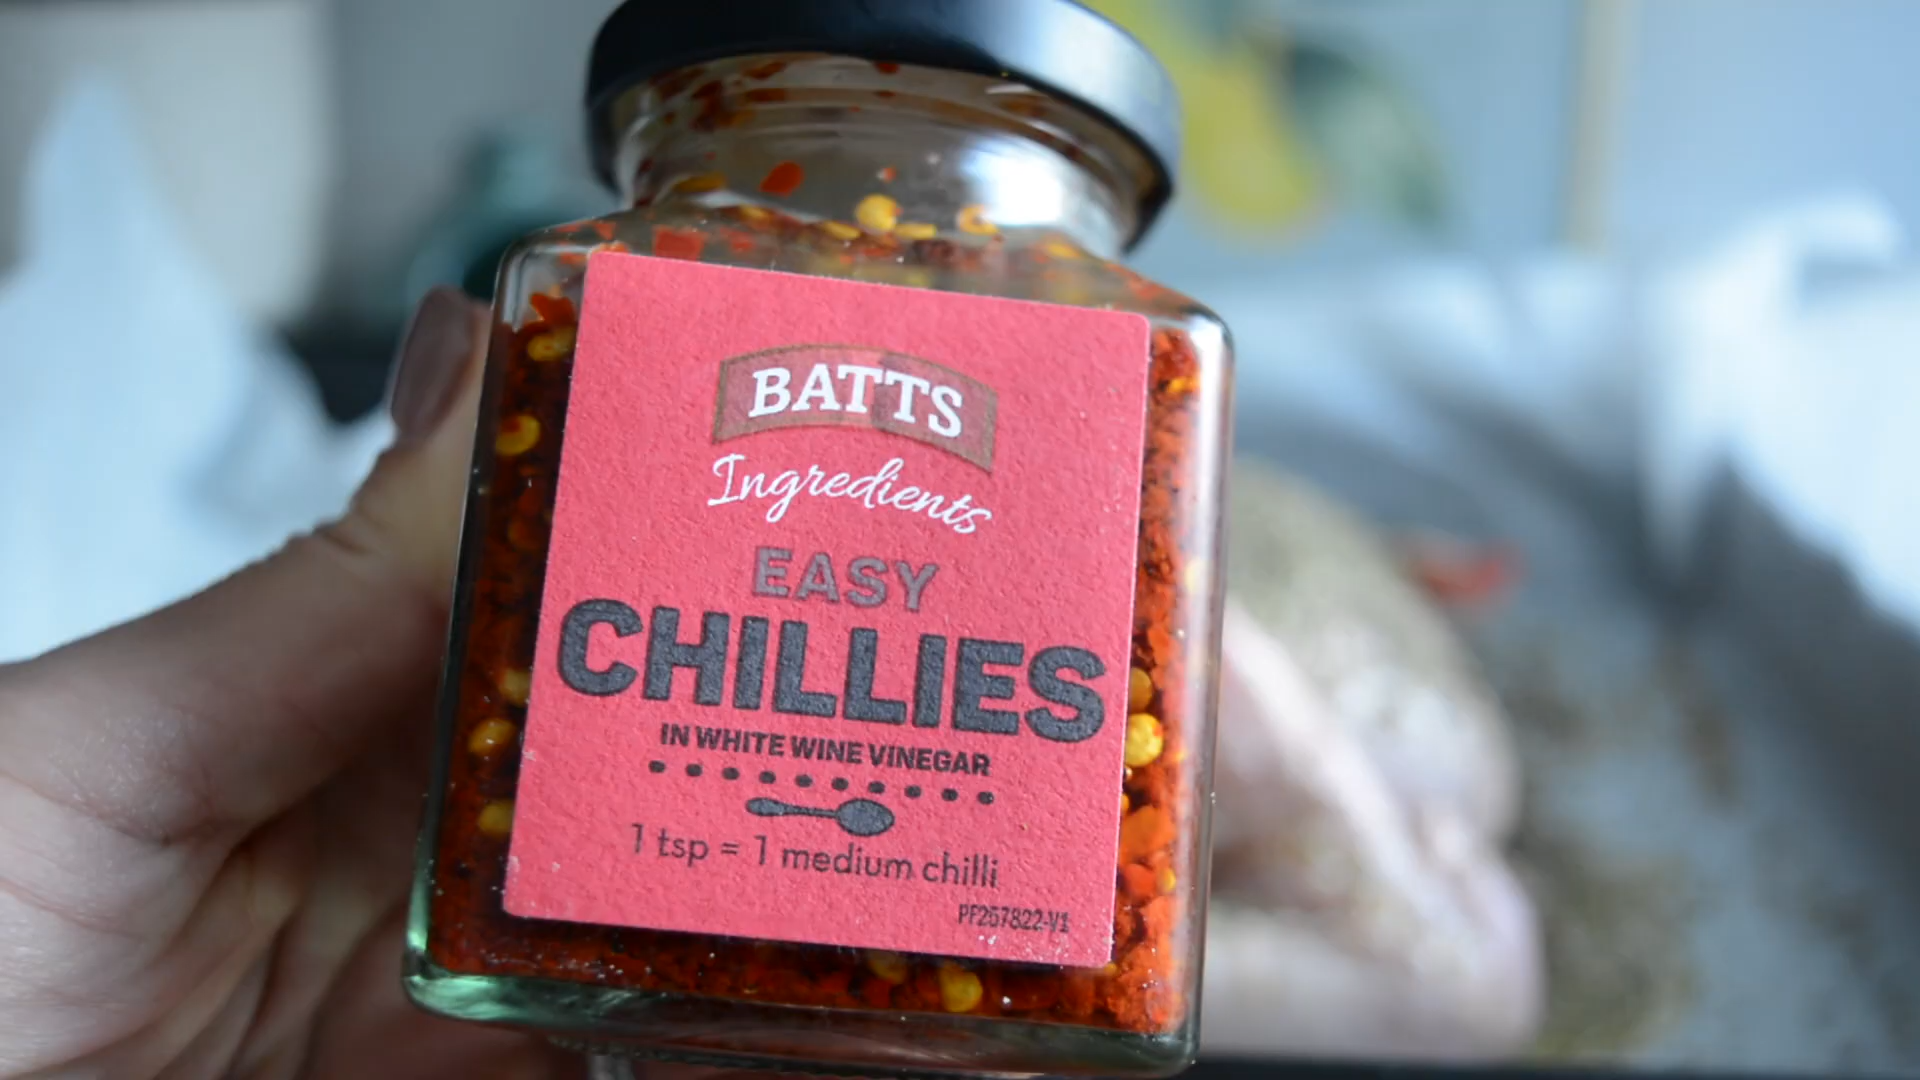 BATTS
Ingredients
EASY
CHILLIES
IN WHITE WINE VINEGAR
1 tsp = 1 medium chilli
PF257822-V1